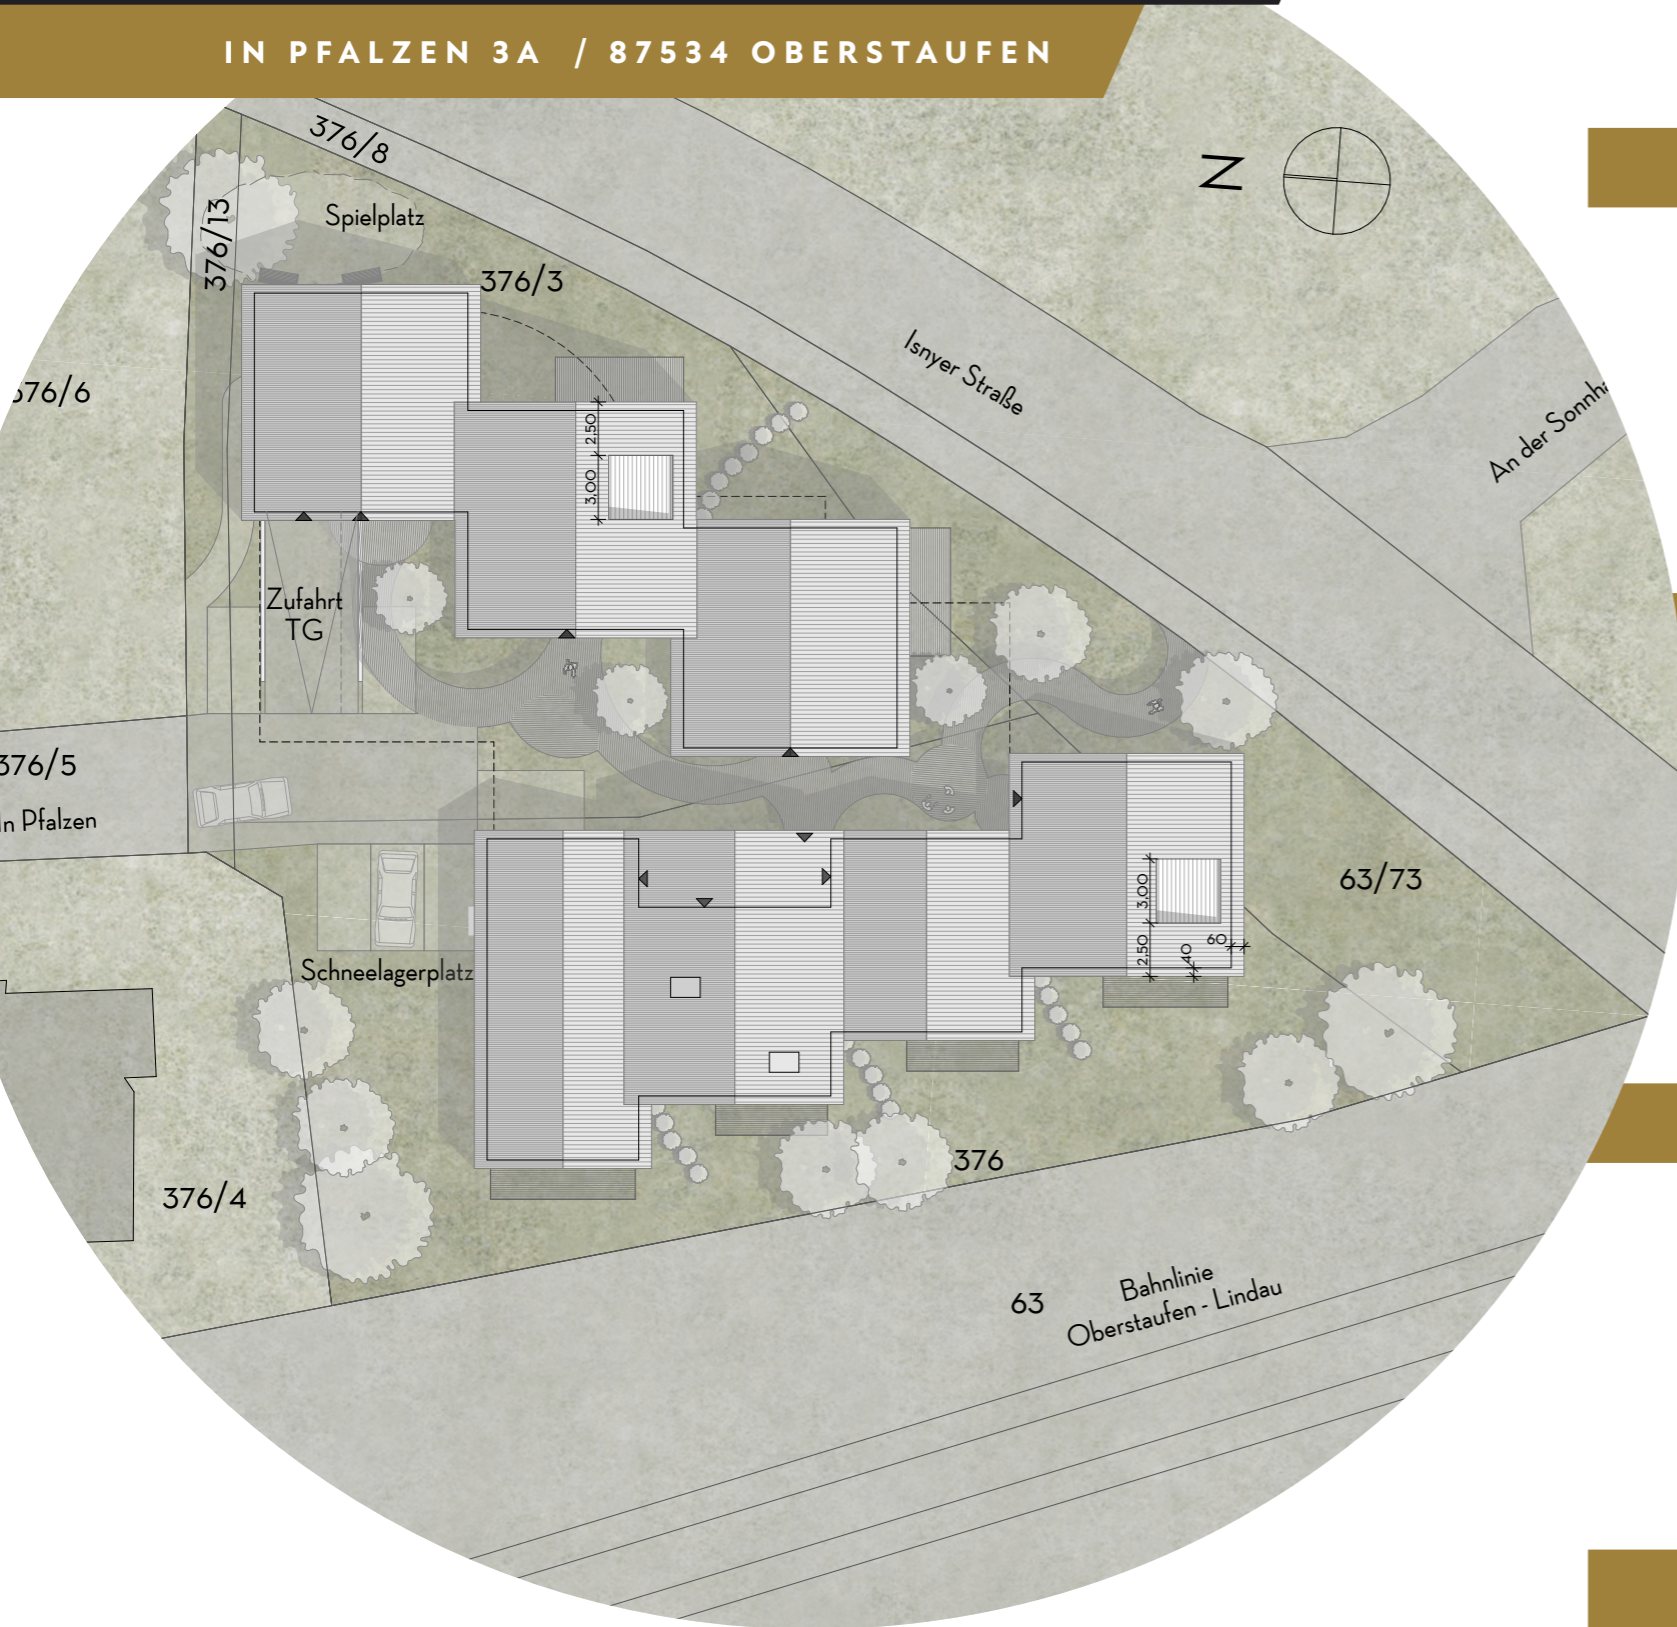 IN PFALZEN 3A / 87534 OBERSTAUFEN
376/8
N
376/13
Spielplatz
376/3
Isnyer Straße
376/6
An der Sonnha
2,50
3,00
Zufahrt
TG
376/5
In Pfalzen
63/73
3,00
2,50
40
60
Schneelagerplatz
376
376/4
63
Bahnlinie
Oberstaufen - Lindau